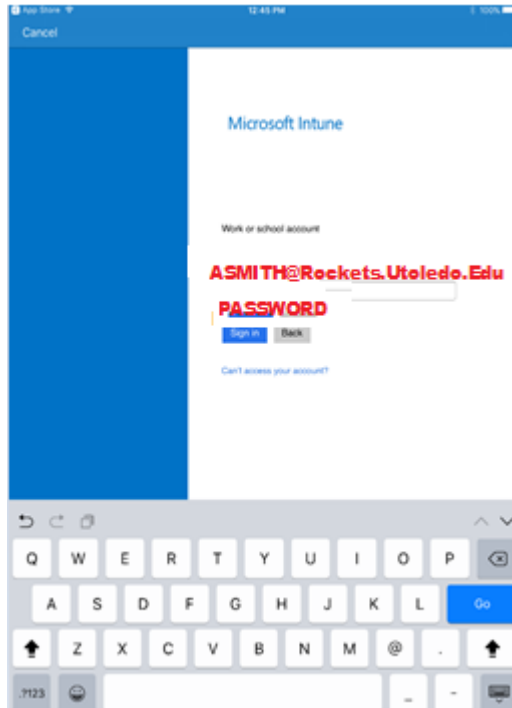 App Store 12:45 PM 100%
Cancel
Microsoft Intune
Work or school account
ASMITH@Rockets.Utoledo.Edu
PASSWORD
Sign in Back
Can't access your account?
Q W E R T Y U I O P
A S D F G H J K L Go
Z X C V B N M @ .
.?123 _ -